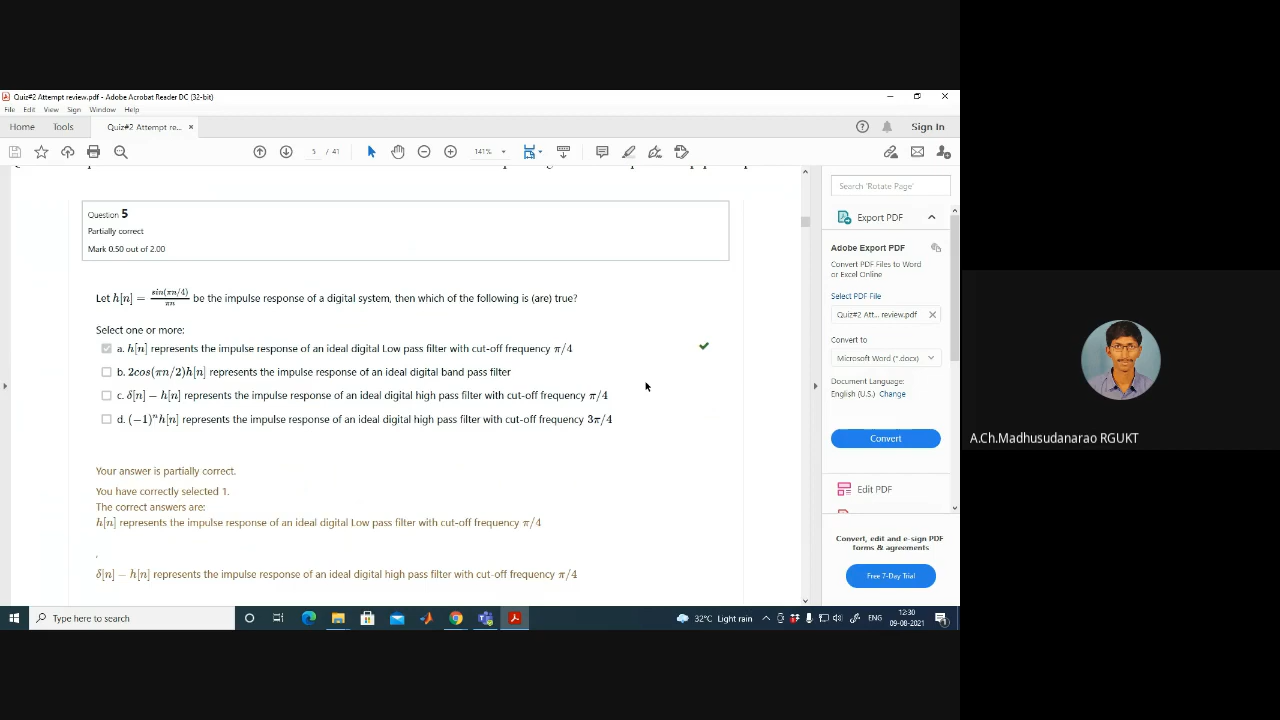 Quiz#2 Attempt review.pdf - Adobe Acrobat Reader DC (32-bit)
File Edit View Sign Window Help
Home Tools Quiz#2 Attempt re... × Sign In
5 / 41 141%
Question 5
Partially correct
Mark 0.50 out of 2.00
Let h[n] = sin(πn/4)/πn be the impulse response of a digital system, then which of the following is (are) true?
Select one or more:
a. h[n] represents the impulse response of an ideal digital Low pass filter with cut-off frequency π/4
b. 2cos(πn/2)h[n] represents the impulse response of an ideal digital band pass filter
c. δ[n] − h[n] represents the impulse response of an ideal digital high pass filter with cut-off frequency π/4
d. (−1)ⁿh[n] represents the impulse response of an ideal digital high pass filter with cut-off frequency 3π/4
Your answer is partially correct.
You have correctly selected 1.
The correct answers are:
h[n] represents the impulse response of an ideal digital Low pass filter with cut-off frequency π/4
,
δ[n] − h[n] represents the impulse response of an ideal digital high pass filter with cut-off frequency π/4
Search 'Rotate Page'
Export PDF
Adobe Export PDF
Convert PDF Files to Word
or Excel Online
Select PDF File
Quiz#2 Att... review.pdf
Convert to
Microsoft Word (*.docx)
Document Language:
English (U.S.) Change
Convert
Edit PDF
Convert, edit and e-sign PDF
forms & agreements
Free 7-Day Trial
Type here to search
32°C Light rain
ENG
12:30
09-08-2021
A.Ch.Madhusudanarao RGUKT